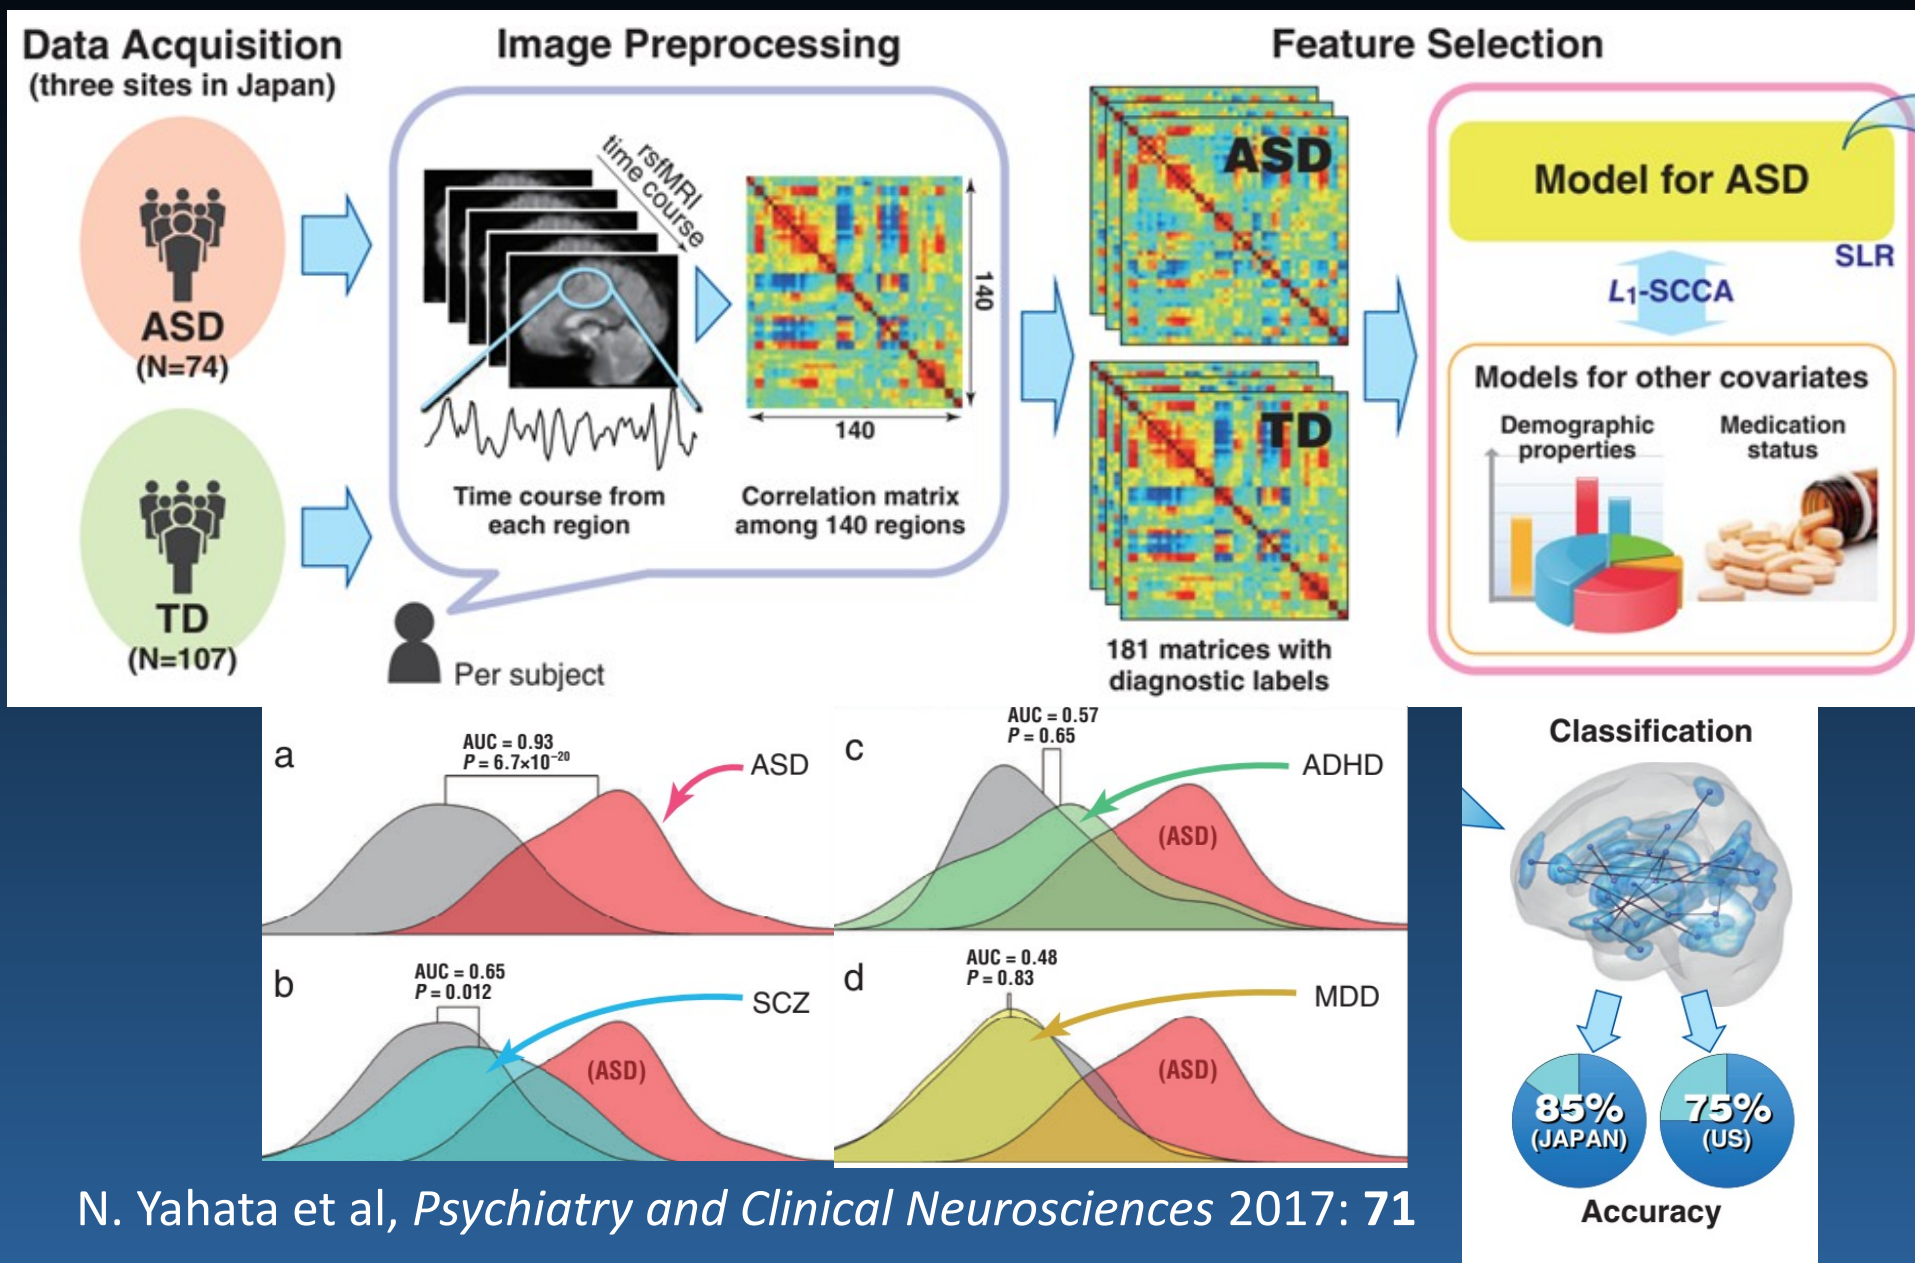 Data Acquisition
(three sites in Japan)
ASD
(N=74)
TD
(N=107)
Image Preprocessing
rsfMRI
time course
140
140
Time course from
each region
Correlation matrix
among 140 regions
Per subject
Feature Selection
ASD
TD
181 matrices with
diagnostic labels
Model for ASD
SLR
L1-SCCA
Models for other covariates
Demographic
properties
Medication
status
a
AUC = 0.93
P = 6.7×10⁻²⁰
ASD
b
AUC = 0.65
P = 0.012
SCZ
(ASD)
c
AUC = 0.57
P = 0.65
ADHD
(ASD)
d
AUC = 0.48
P = 0.83
MDD
(ASD)
Classification
85%
(JAPAN)
75%
(US)
Accuracy
N. Yahata et al, Psychiatry and Clinical Neurosciences 2017: 71